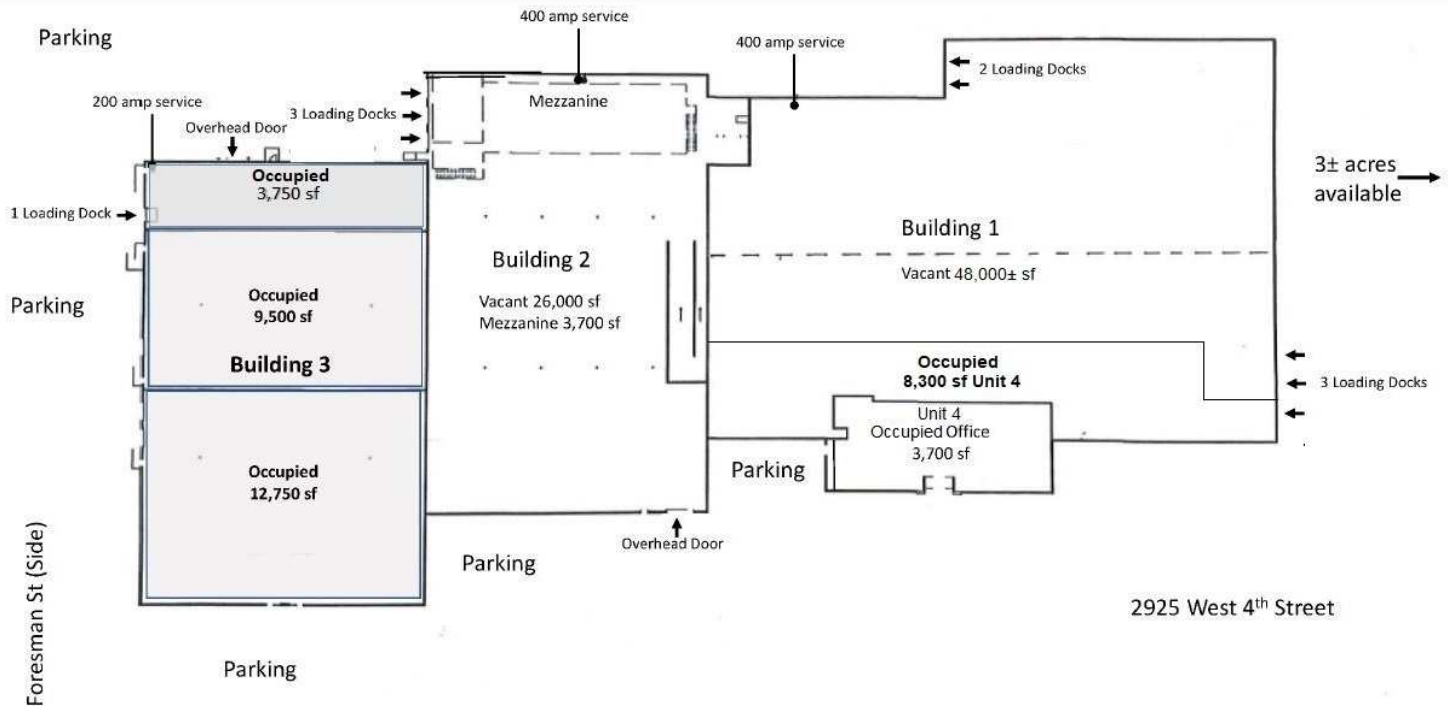 400 amp service
Parking
400 amp service
2 Loading Docks
200 amp service
Mezzanine
3 Loading Docks
Overhead Door
Occupied
3,750 sf
3± acres
available
1 Loading Dock
Building 1
Building 2
Vacant 48,000± sf
Parking
Occupied
9,500 sf
Vacant 26,000 sf
Mezzanine 3,700 sf
Building 3
Occupied
8,300 sf Unit 4
3 Loading Docks
Unit 4
Occupied Office
3,700 sf
Occupied
12,750 sf
Parking
Overhead Door
Parking
Foresman St (Side)
2925 West 4th Street
Parking